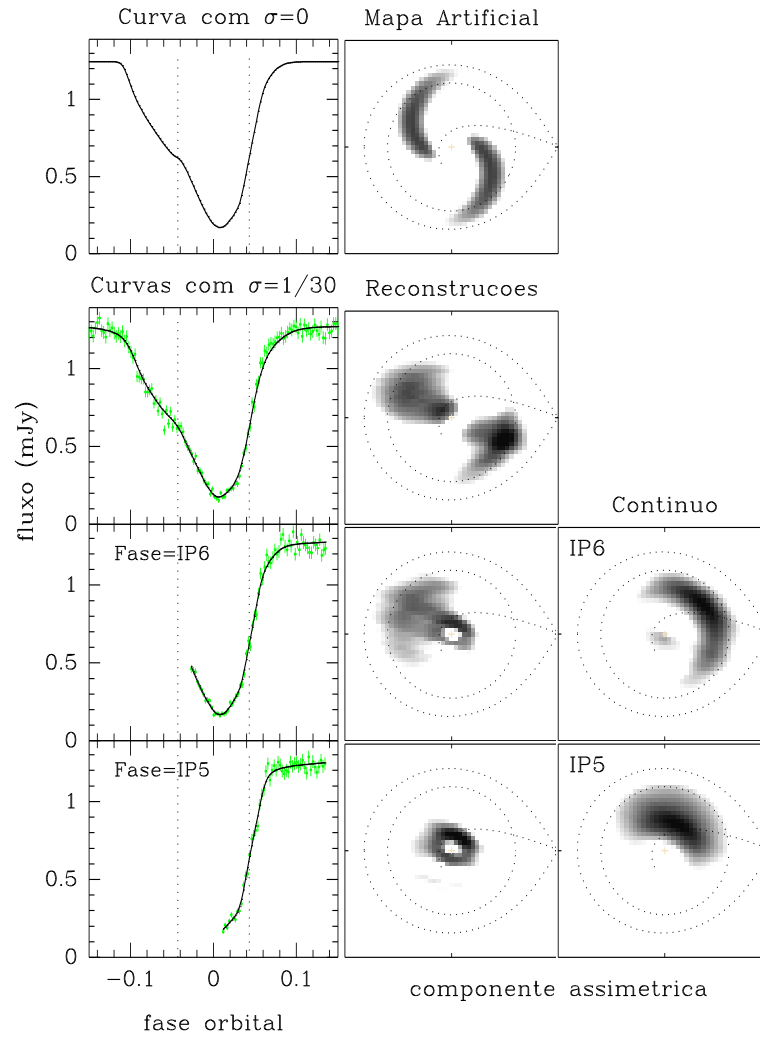 Curva com σ=0
Mapa Artificial
1
0.5
0
Curvas com σ=1/30
Reconstrucoes
1
0.5
0
fluxo (mJy)
Continuo
Fase=IP6
IP6
1
0.5
0
Fase=IP5
IP5
1
0.5
0
−0.1 0 0.1
componente assimetrica
fase orbital